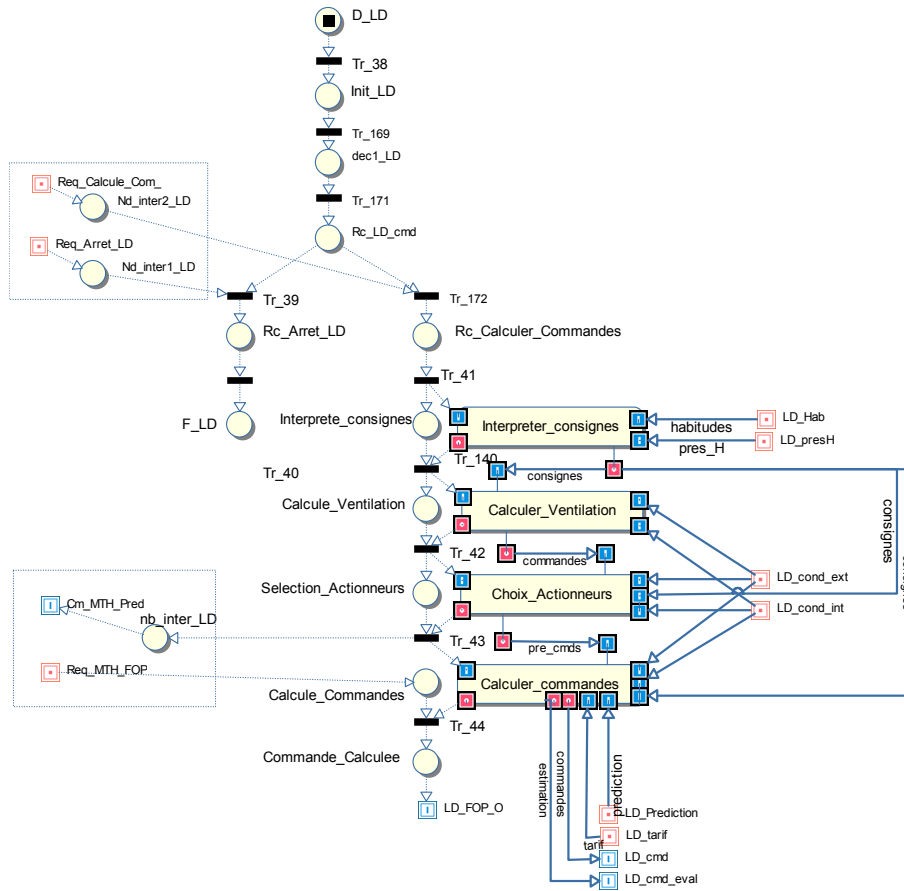 D_LD
Tr_38
Init_LD
Tr_169
dec1_LD
Tr_171
Rc_LD_cmd
Req_Calcule_Com_
Nd_inter2_LD
Req_Arret_LD
Nd_inter1_LD
Tr_39
Tr_172
Rc_Arret_LD
Rc_Calculer_Commandes
Tr_41
F_LD
Interprete_consignes
Interpreter_consignes
habitudes
LD_Hab
pres_H
LD_presH
Tr_40
Tr_140
consignes
consignes
Calcule_Ventilation
Calculer_Ventilation
Tr_42
commandes
Selection_Actionneurs
Choix_Actionneurs
LD_cond_ext
LD_cond_int
Cm_MTH_Pred
nb_inter_LD
Req_MTH_FOP
Tr_43
pre_cmds
Calcule_Commandes
Calculer_commandes
Tr_44
Commande_Calculee
LD_FOP_O
estimation
commandes
tarif
prediction
LD_Prediction
LD_tarif
LD_cmd
LD_cmd_eval